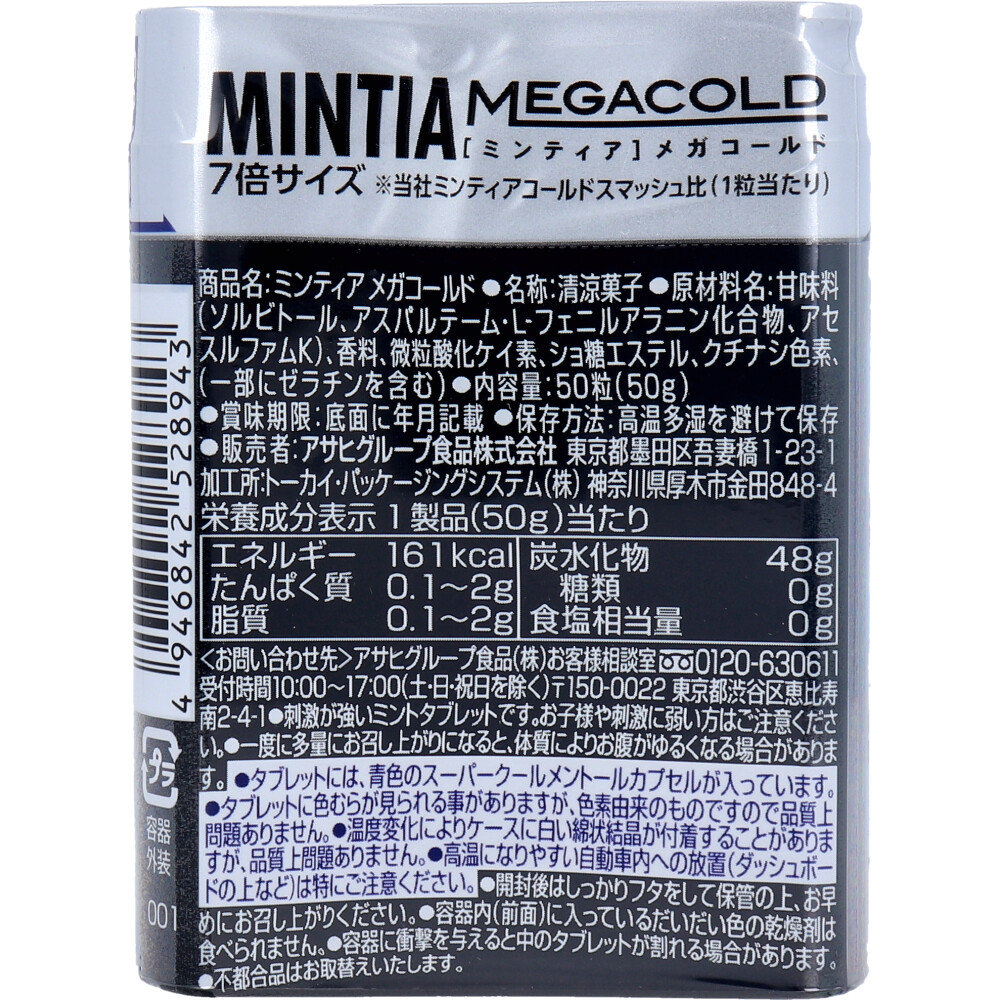 MINTIA MEGACOLD
[ミンティア]メガコールド
7倍サイズ ※当社ミンティアコールドスマッシュ比(1粒当たり)
商品名:ミンティア メガコールド●名称:清涼菓子●原材料名:甘味料
(ソルビトール、アスパルテーム・L-フェニルアラニン化合物、アセ
スルファムK)、香料、微粒酸化ケイ素、ショ糖エステル、クチナシ色素、
(一部にゼラチンを含む)●内容量:50粒(50g)
●賞味期限:底面に年月記載 ●保存方法:高温多湿を避けて保存
●販売者:アサヒグループ食品株式会社 東京都墨田区吾妻橋1-23-1
加工所:トーカイ・パッケージングシステム(株) 神奈川県厚木市金田848-4
栄養成分表示 1製品(50g)当たり
エネルギー 161kcal 炭水化物 48g
たんぱく質 0.1〜2g 糖類 0g
脂質 0.1〜2g 食塩相当量 0g
<お問い合わせ先>アサヒグループ食品(株)お客様相談室 0120-630611
受付時間10:00〜17:00(土・日・祝日を除く)〒150-0022 東京都渋谷区恵比寿
南2-4-1●刺激が強いミントタブレットです。お子様や刺激に弱い方はご注意くださ
い。●一度に多量にお召し上がりになると、体質によりお腹がゆるくなる場合がありま
す。●タブレットには、青色のスーパークールメントールカプセルが入っています。
●タブレットに色むらが見られる事がありますが、色素由来のものですので品質上
問題ありません。●温度変化によりケースに白い綿状結晶が付着することがありま
すが、品質上問題ありません。●高温になりやすい自動車内への放置(ダッシュボー
ドの上など)は特にご注意ください。●開封後はしっかりフタをして保管の上、お早
めにお召し上がりください。●容器内(前面)に入っているだいだい色の乾燥剤は
食べられません。●容器に衝撃を与えると中のタブレットが割れる場合があります。
●不都合品はお取替えいたします。
4946842528943
プラ
容器
外装
001